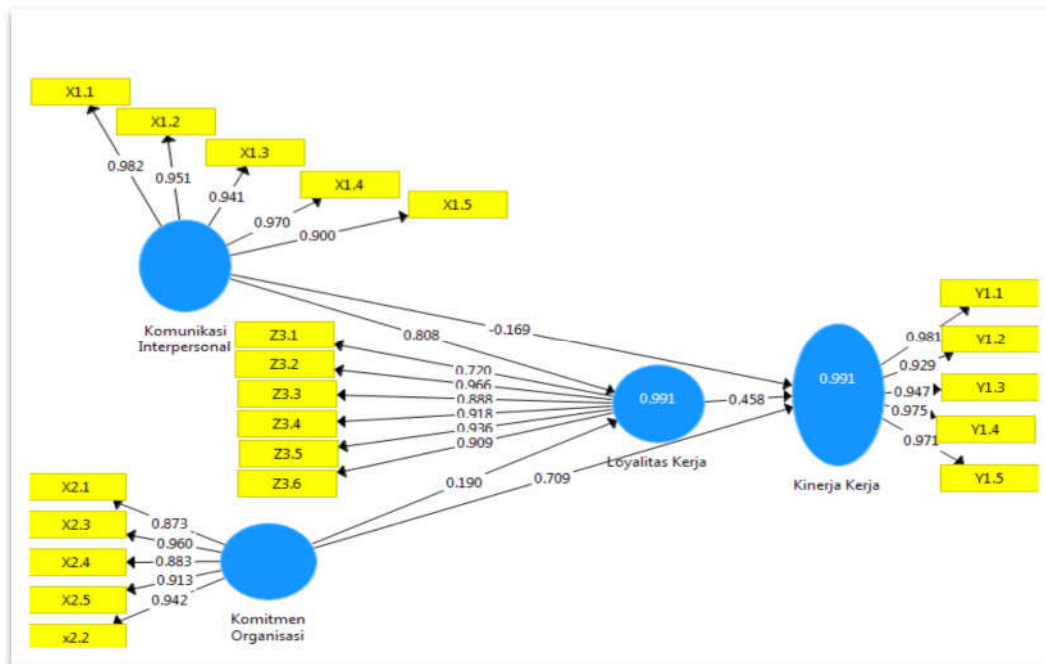 X1.1
X1.2
X1.3
X1.4
X1.5
0.982
0.951
0.941
0.970
0.900
Komunikasi
Interpersonal
-0.169
0.808
Z3.1
Z3.2
Z3.3
Z3.4
Z3.5
Z3.6
0.720
0.966
0.888
0.918
0.936
0.909
0.991
Loyalitas Kerja
0.458
0.991
Kinerja Kerja
Y1.1
Y1.2
Y1.3
Y1.4
Y1.5
0.981
0.929
0.947
0.975
0.971
0.190
0.709
X2.1
X2.3
X2.4
X2.5
x2.2
0.873
0.960
0.883
0.913
0.942
Komitmen
Organisasi